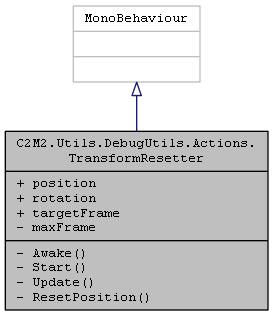 MonoBehaviour
C2M2.Utils.DebugUtils.Actions.
TransformResetter
+ position
+ rotation
+ targetFrame
- maxFrame
- Awake()
- Start()
- Update()
- ResetPosition()